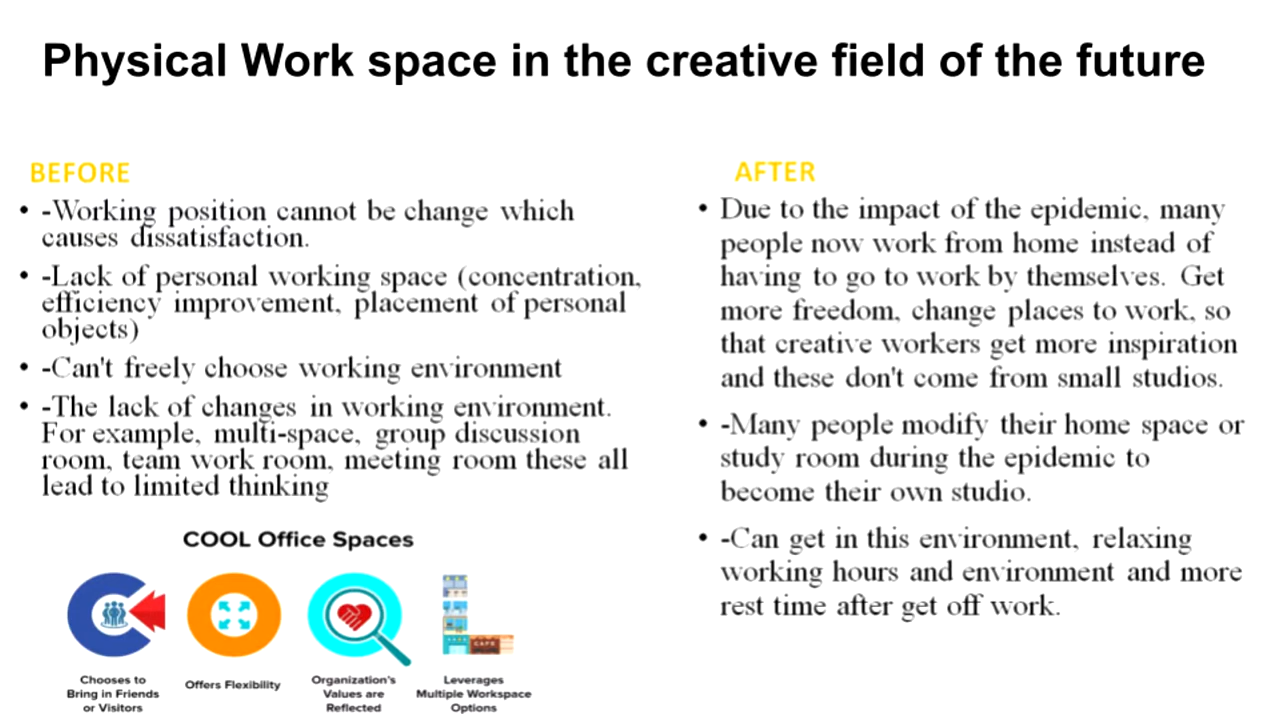 Physical Work space in the creative field of the future
BEFORE
• -Working position cannot be change which
causes dissatisfaction.
• -Lack of personal working space (concentration,
efficiency improvement, placement of personal
objects)
• -Can't freely choose working environment
• -The lack of changes in working environment.
For example, multi-space, group discussion
room, team work room, meeting room these all
lead to limited thinking
COOL Office Spaces
Chooses to
Bring in Friends
or Visitors
Offers Flexibility
Organization's
Values are
Reflected
CAFE
Leverages
Multiple Workspace
Options
AFTER
• Due to the impact of the epidemic, many
people now work from home instead of
having to go to work by themselves. Get
more freedom, change places to work, so
that creative workers get more inspiration
and these don't come from small studios.
• -Many people modify their home space or
study room during the epidemic to
become their own studio.
• -Can get in this environment, relaxing
working hours and environment and more
rest time after get off work.